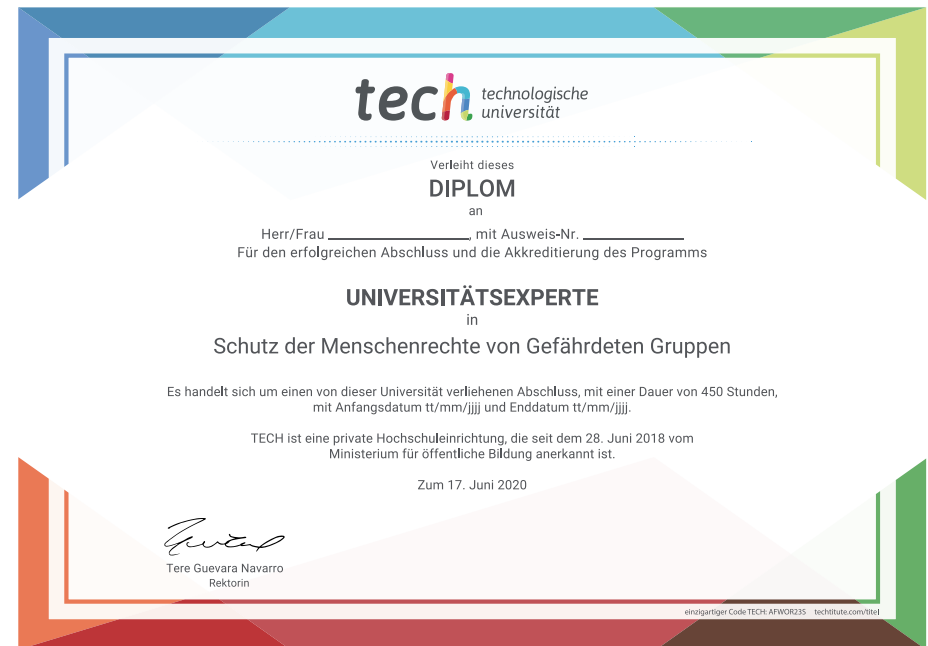 tech technologische
universität
Verleiht dieses
DIPLOM
an
Herr/Frau ____________________, mit Ausweis-Nr. ______________
Für den erfolgreichen Abschluss und die Akkreditierung des Programms
UNIVERSITÄTSEXPERTE
in
Schutz der Menschenrechte von Gefährdeten Gruppen
Es handelt sich um einen von dieser Universität verliehenen Abschluss, mit einer Dauer von 450 Stunden,
mit Anfangsdatum tt/mm/jjjj und Enddatum tt/mm/jjjj.
TECH ist eine private Hochschuleinrichtung, die seit dem 28. Juni 2018 vom
Ministerium für öffentliche Bildung anerkannt ist.
Zum 17. Juni 2020
Tere Guevara Navarro
Rektorin
einzigartiger Code TECH: AFWOR23S techtitute.com/titel